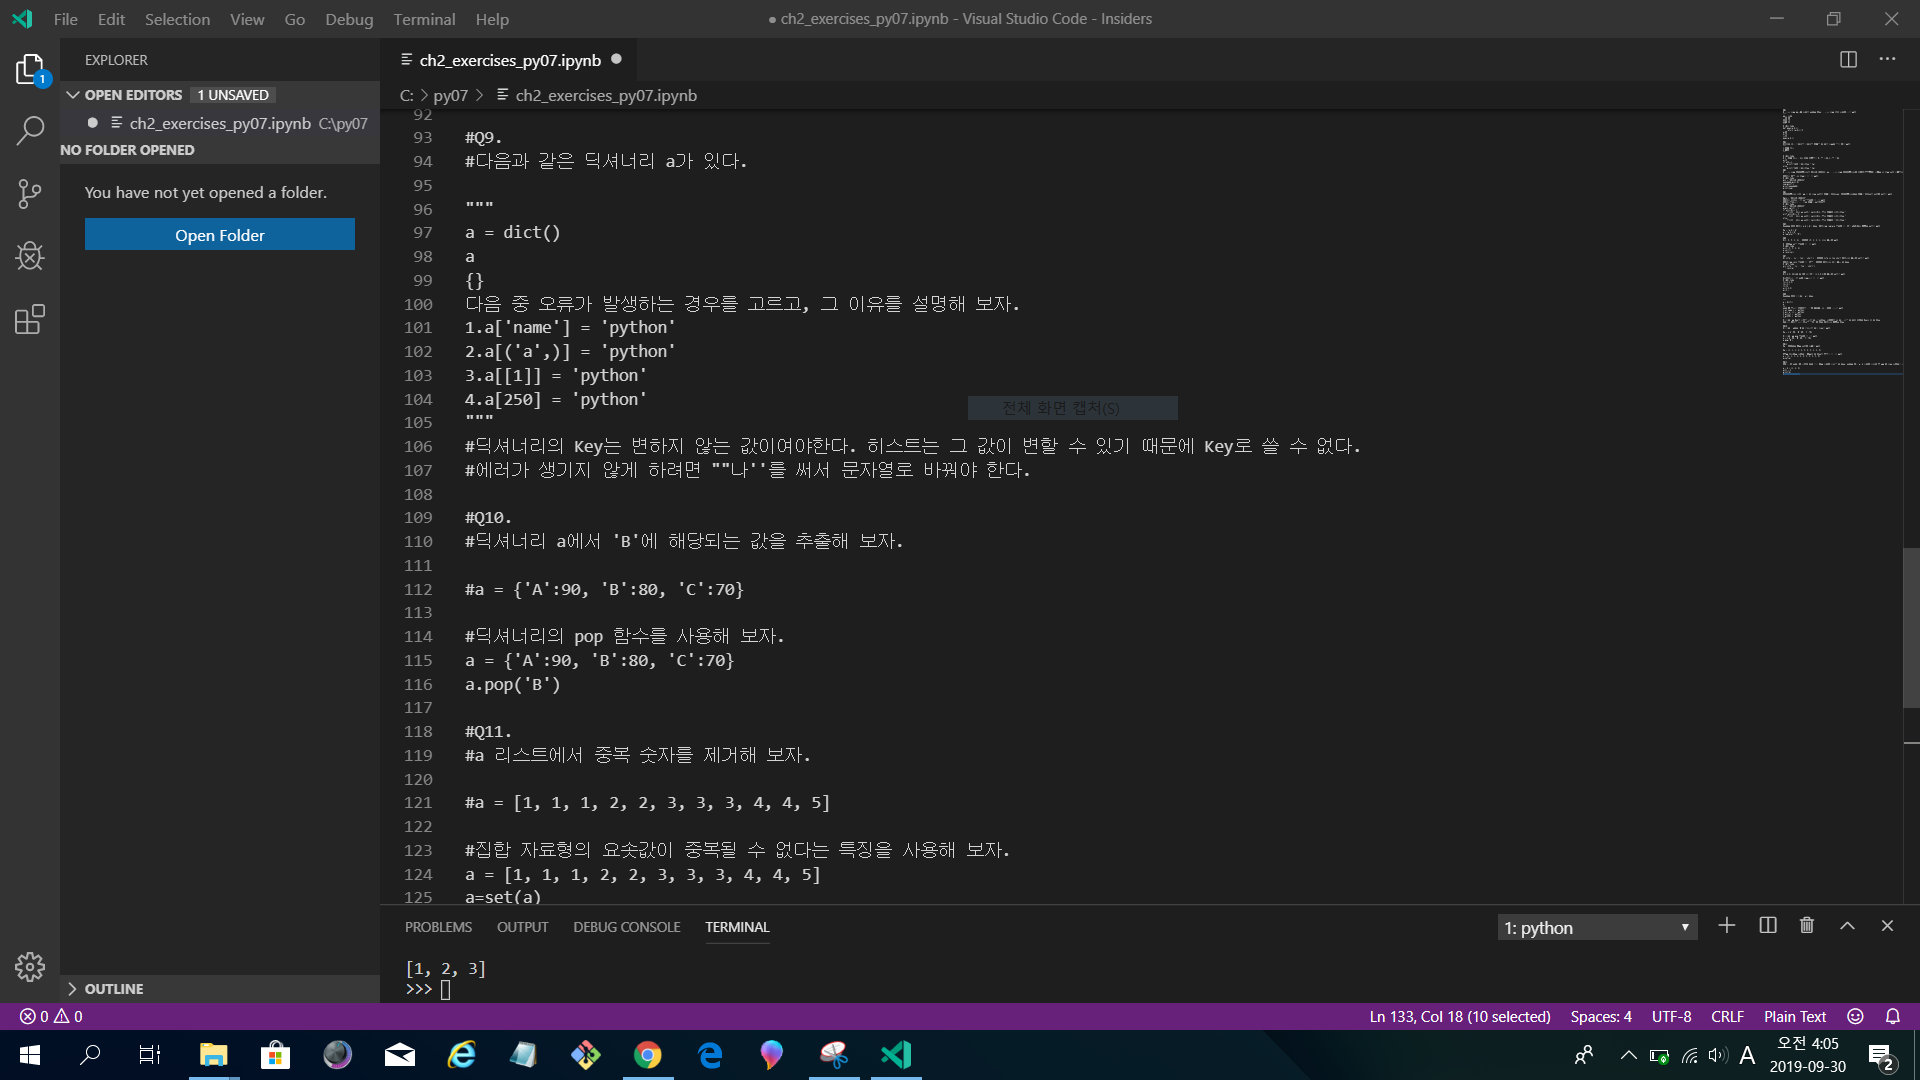 File Edit Selection View Go Debug Terminal Help
● ch2_exercises_py07.ipynb - Visual Studio Code - Insiders
EXPLORER
OPEN EDITORS 1 UNSAVED
ch2_exercises_py07.ipynb C:\py07
NO FOLDER OPENED
You have not yet opened a folder.
Open Folder
OUTLINE
1
ch2_exercises_py07.ipynb
C: > py07 > ch2_exercises_py07.ipynb
92
93 #Q9.
94 #다음과 같은 딕셔너리 a가 있다.
95
96 """
97 a = dict()
98 a
99 {}
100 다음 중 오류가 발생하는 경우를 고르고, 그 이유를 설명해 보자.
101 1.a['name'] = 'python'
102 2.a[('a',)] = 'python'
103 3.a[[1]] = 'python'
104 4.a[250] = 'python'
전체 화면 캡처(S)
105 """
106 #딕셔너리의 Key는 변하지 않는 값이여야한다. 히스트는 그 값이 변할 수 있기 때문에 Key로 쓸 수 없다.
107 #에러가 생기지 않게 하려면 ""나''를 써서 문자열로 바꿔야 한다.
108
109 #Q10.
110 #딕셔너리 a에서 'B'에 해당되는 값을 추출해 보자.
111
112 #a = {'A':90, 'B':80, 'C':70}
113
114 #딕셔너리의 pop 함수를 사용해 보자.
115 a = {'A':90, 'B':80, 'C':70}
116 a.pop('B')
117
118 #Q11.
119 #a 리스트에서 중복 숫자를 제거해 보자.
120
121 #a = [1, 1, 1, 2, 2, 3, 3, 3, 4, 4, 5]
122
123 #집합 자료형의 요솟값이 중복될 수 없다는 특징을 사용해 보자.
124 a = [1, 1, 1, 2, 2, 3, 3, 3, 4, 4, 5]
125 a=set(a)
PROBLEMS OUTPUT DEBUG CONSOLE TERMINAL
1: python
[1, 2, 3]
>>>
0 0
Ln 133, Col 18 (10 selected) Spaces: 4 UTF-8 CRLF Plain Text
A
오전 4:05
2019-09-30
2